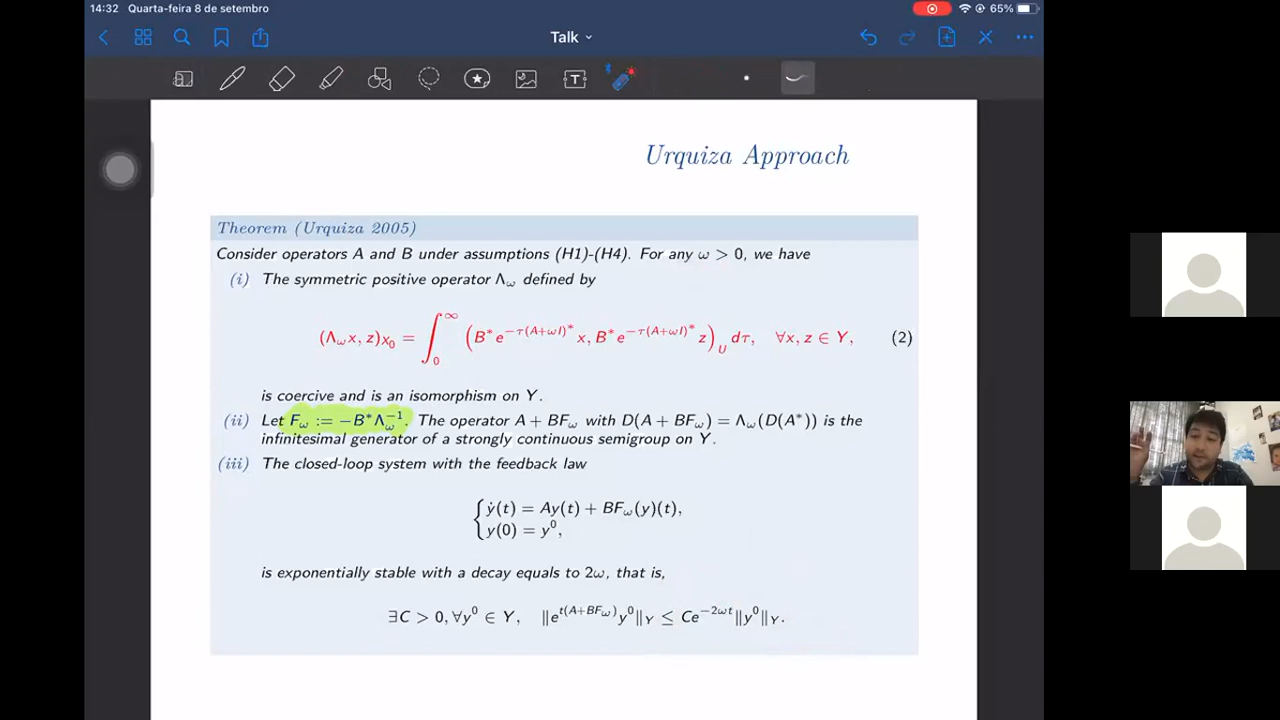 14:32 Quarta-feira 8 de setembro
65%
Talk
T
Urquiza Approach
Theorem (Urquiza 2005)
Consider operators A and B under assumptions (H1)-(H4). For any ω > 0, we have
(i) The symmetric positive operator Λ_ω defined by
(Λ_ω x, z)_{X_0} = ∫_0^∞ (B* e^{−τ(A+ωI)*} x, B* e^{−τ(A+ωI)*} z)_U dτ, ∀x, z ∈ Y, (2)
is coercive and is an isomorphism on Y.
(ii) Let F_ω := −B*Λ_ω^{−1}. The operator A + BF_ω with D(A + BF_ω) = Λ_ω(D(A*)) is the
infinitesimal generator of a strongly continuous semigroup on Y.
(iii) The closed-loop system with the feedback law
{ẏ(t) = Ay(t) + BF_ω(y)(t),
y(0) = y^0,
is exponentially stable with a decay equals to 2ω, that is,
∃C > 0, ∀y^0 ∈ Y, ‖e^{t(A+BF_ω)} y^0‖_Y ≤ Ce^{−2ωt}‖y^0‖_Y.